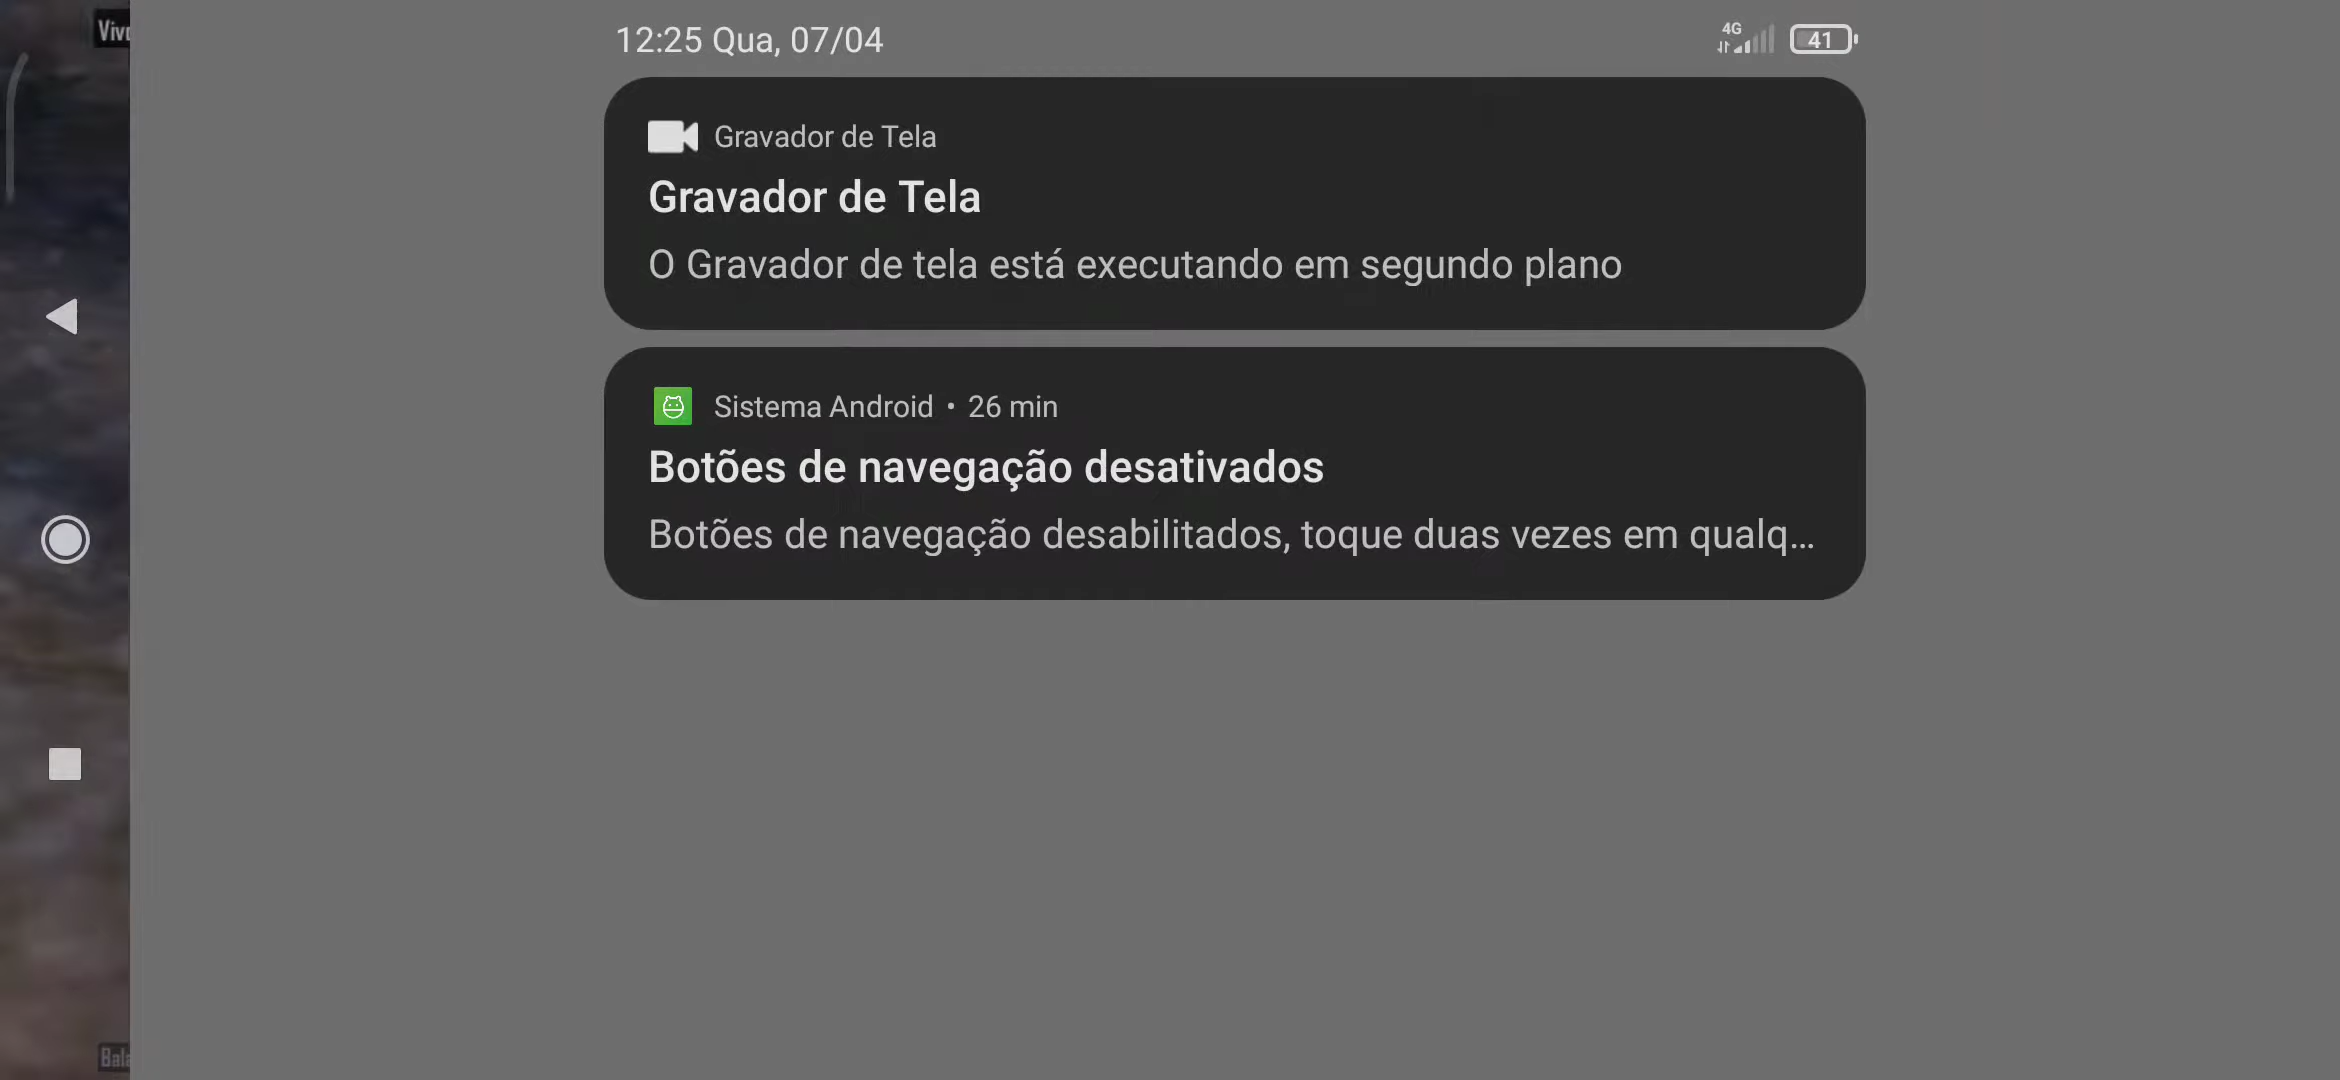 12:25 Qua, 07/04
4G
41
Gravador de Tela
Gravador de Tela
O Gravador de tela está executando em segundo plano
Sistema Android • 26 min
Botões de navegação desativados
Botões de navegação desabilitados, toque duas vezes em qualq...